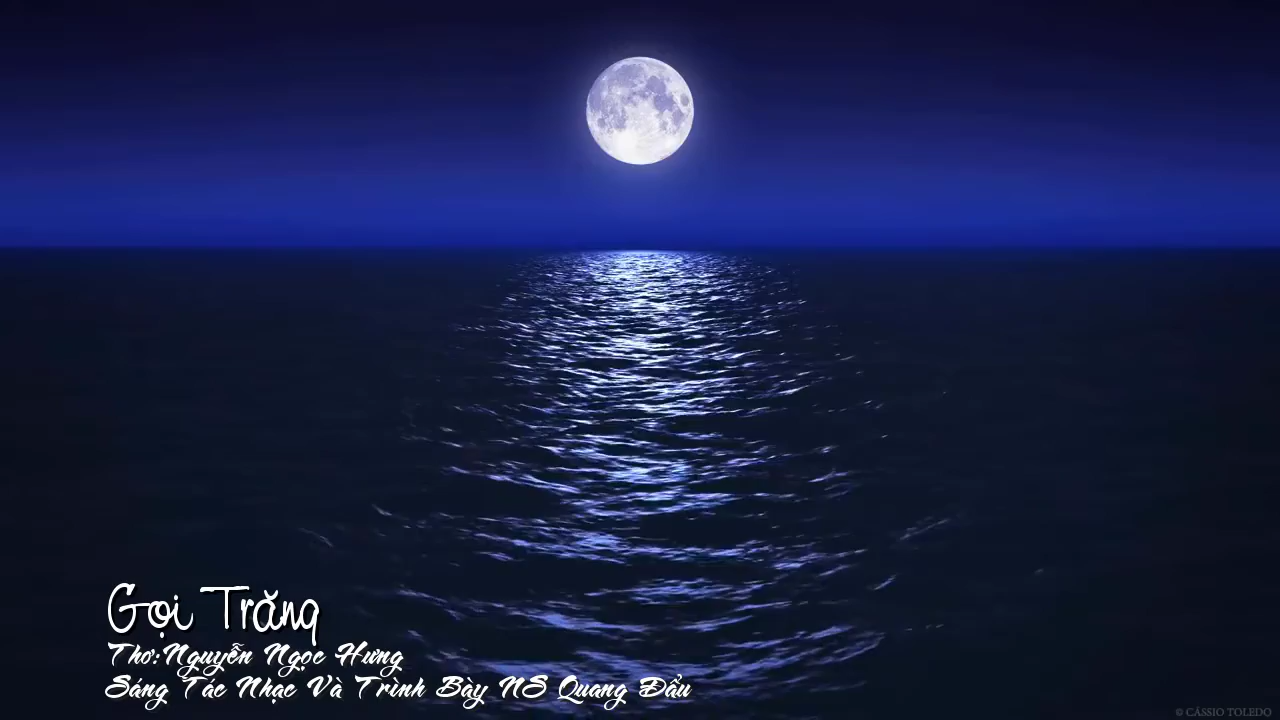 Gọi Trăng
Thơ:Nguyễn Ngọc Hưng
Sáng Tác Nhạc Và Trình Bày NS Quang Đẩu
© CÁSSIO TOLEDO